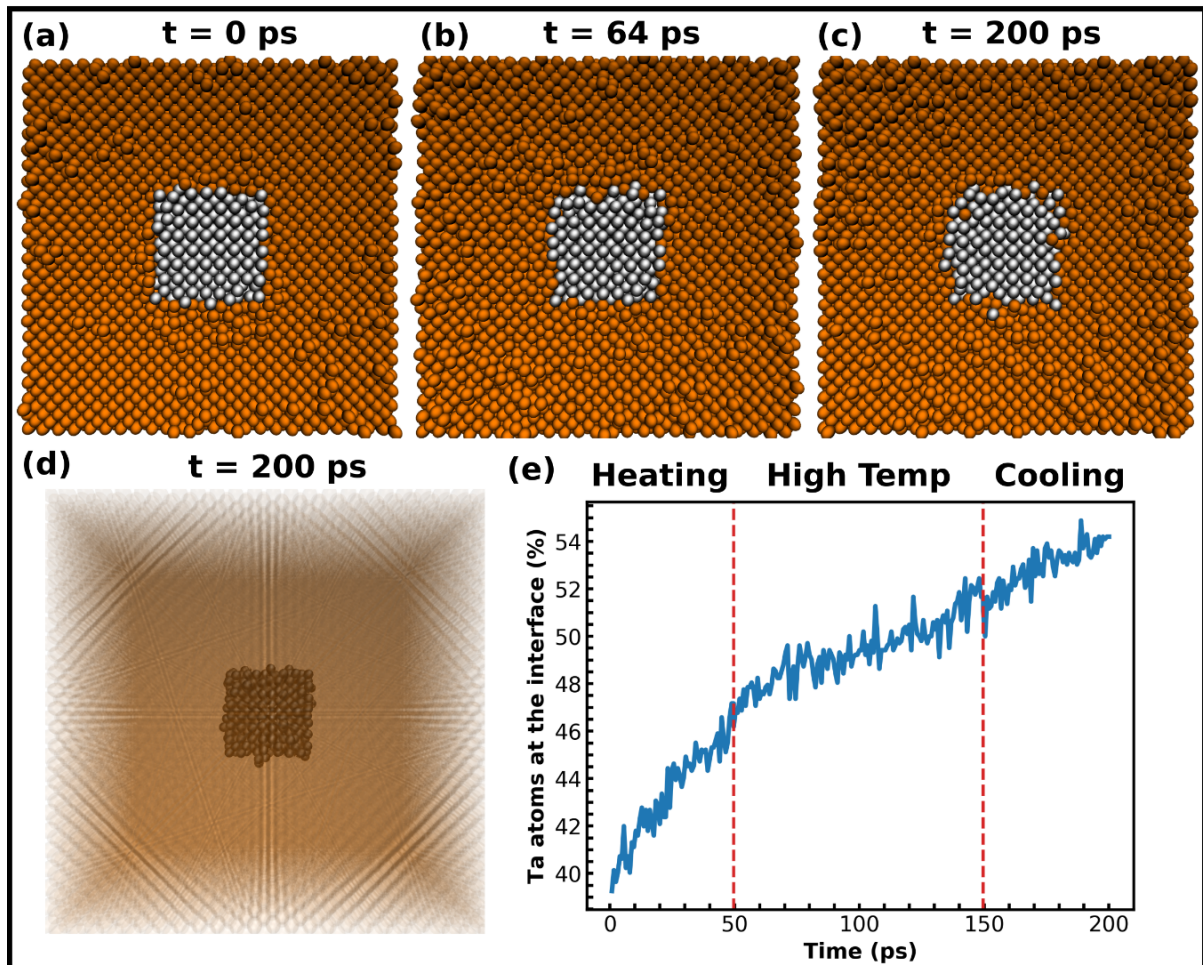 (a) t = 0 ps
(b) t = 64 ps
(c) t = 200 ps
(d) t = 200 ps
(e) Heating High Temp Cooling
Ta atoms at the interface (%)
54
52
50
48
46
44
42
40
0 50 100 150 200
Time (ps)